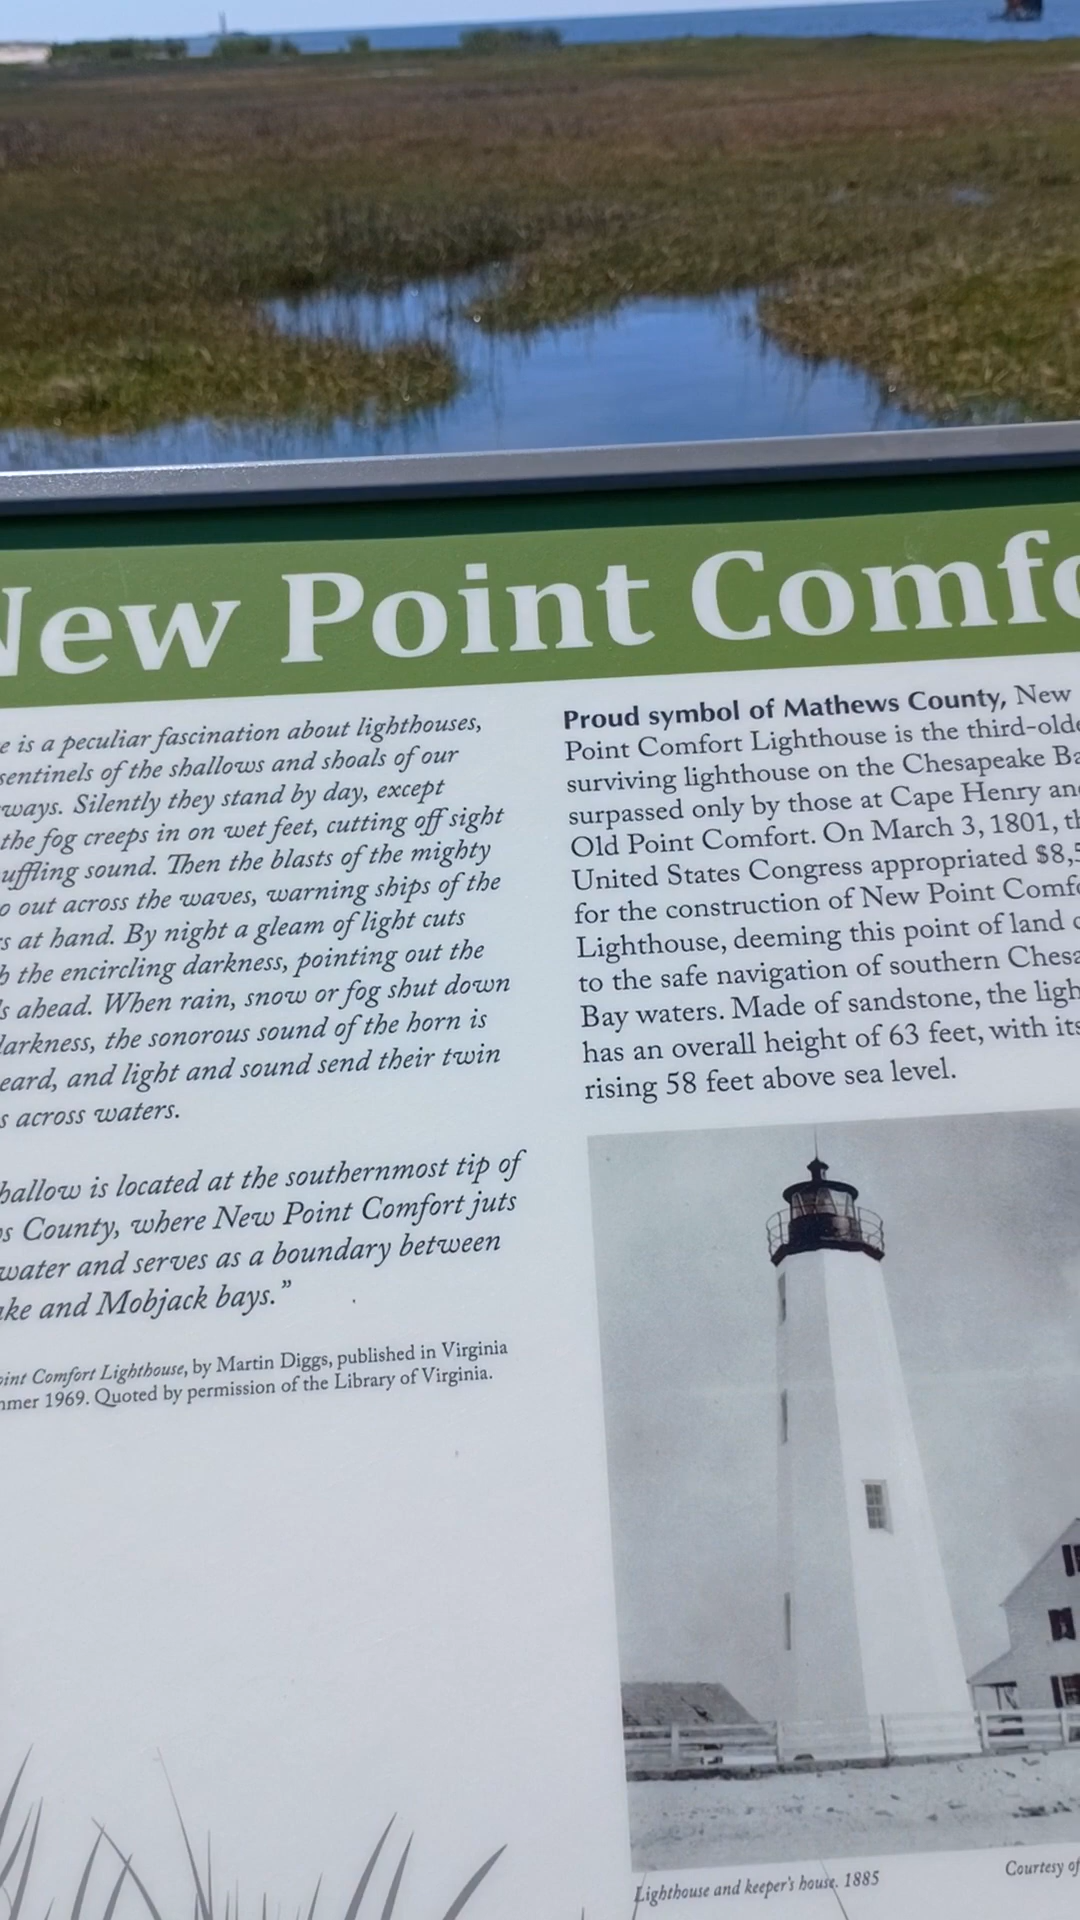 New Point Comfo
e is a peculiar fascination about lighthouses,
sentinels of the shallows and shoals of our
ways. Silently they stand by day, except
the fog creeps in on wet feet, cutting off sight
uffling sound. Then the blasts of the mighty
o out across the waves, warning ships of the
s at hand. By night a gleam of light cuts
h the encircling darkness, pointing out the
s ahead. When rain, snow or fog shut down
darkness, the sonorous sound of the horn is
eard, and light and sound send their twin
s across waters.
hallow is located at the southernmost tip of
s County, where New Point Comfort juts
water and serves as a boundary between
ake and Mobjack bays.”
oint Comfort Lighthouse, by Martin Diggs, published in Virginia
mmer 1969. Quoted by permission of the Library of Virginia.
Proud symbol of Mathews County, New
Point Comfort Lighthouse is the third-olde
surviving lighthouse on the Chesapeake Ba
surpassed only by those at Cape Henry and
Old Point Comfort. On March 3, 1801, th
United States Congress appropriated $8,5
for the construction of New Point Comfo
Lighthouse, deeming this point of land c
to the safe navigation of southern Chesa
Bay waters. Made of sandstone, the ligh
has an overall height of 63 feet, with its
rising 58 feet above sea level.
Lighthouse and keeper's house. 1885
Courtesy of